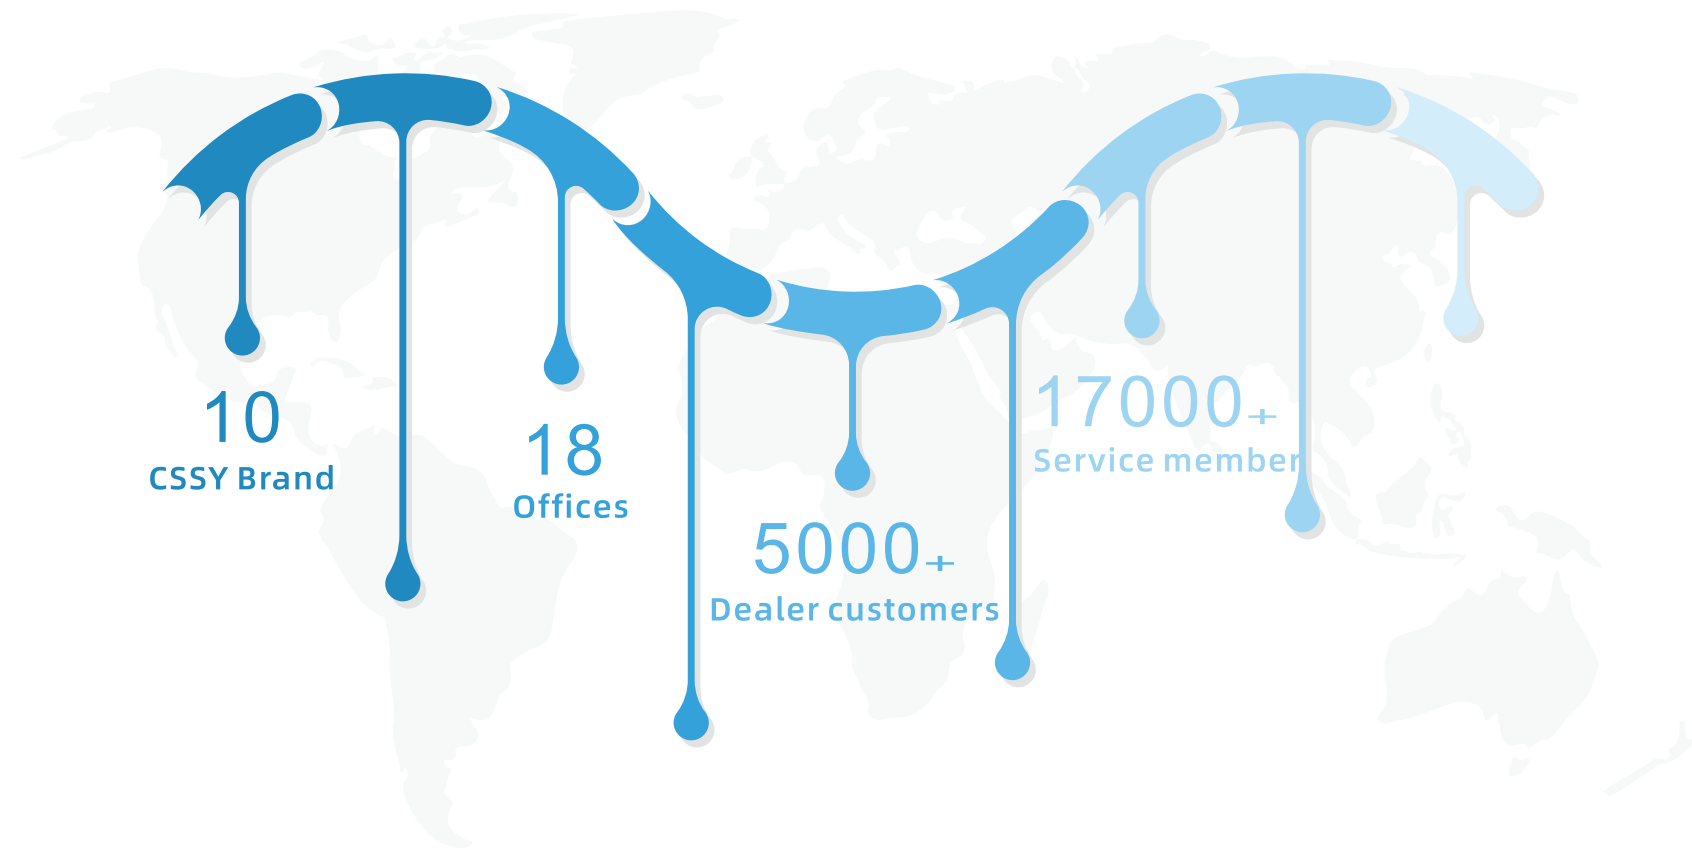 10
CSSY Brand
18
Offices
5000+
Dealer customers
17000+
Service member